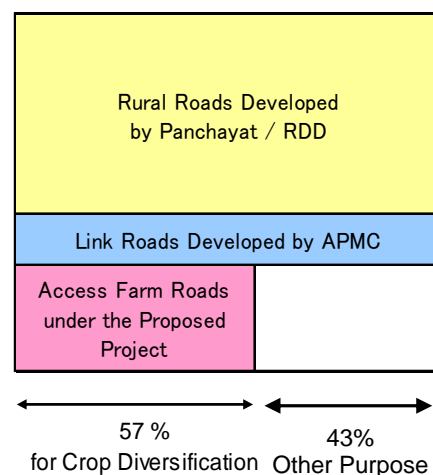 Rural Roads Developed
by Panchayat / RDD
Link Roads Developed by APMC
Access Farm Roads
under the Proposed
Project
57 %
for Crop Diversification
43%
Other Purpose